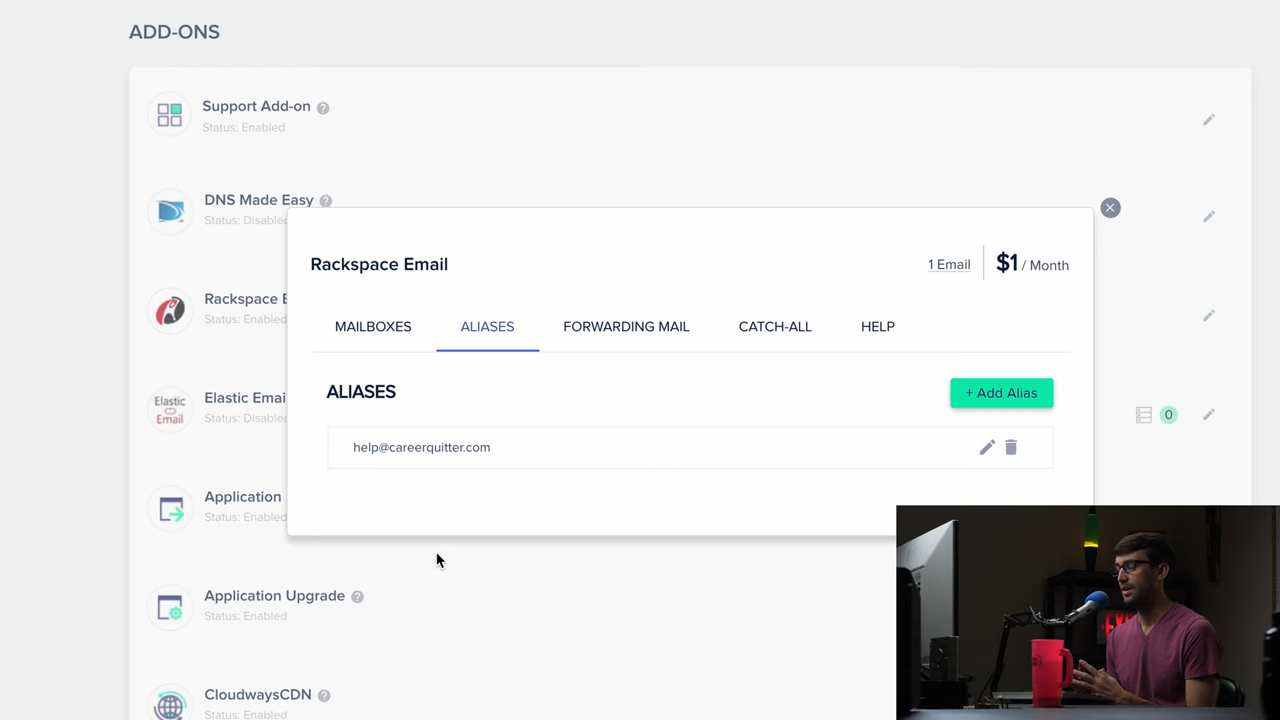 ADD-ONS
Support Add-on
Status: Enabled
DNS Made Easy
Status: Disable
Rackspace Email
1 Email
$1 / Month
Rackspace E
Status: Enabled
MAILBOXES
ALIASES
FORWARDING MAIL
CATCH-ALL
HELP
ALIASES
+ Add Alias
Elastic Email
Elastic Emai
Status: Disable
0
help@careerquitter.com
Application
Status: Enabled
Application Upgrade
Status: Enabled
CloudwaysCDN
Status: Enabled